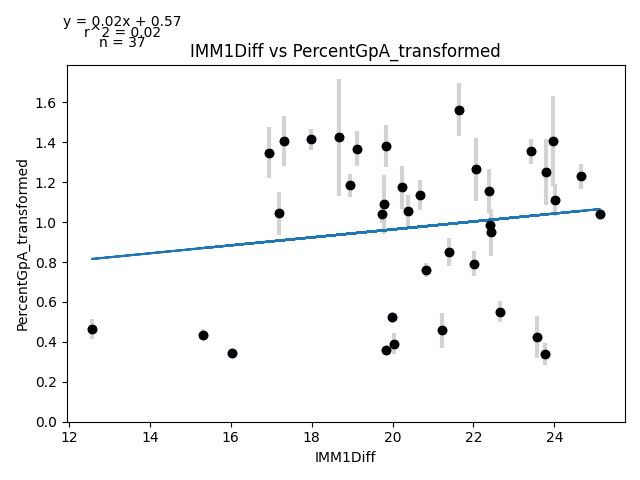 y = 0.02x + 0.57
r^2 = 0.02
n = 37
IMM1Diff vs PercentGpA_transformed
PercentGpA_transformed
1.6
1.4
1.2
1.0
0.8
0.6
0.4
0.2
0.0
12 14 16 18 20 22 24
IMM1Diff